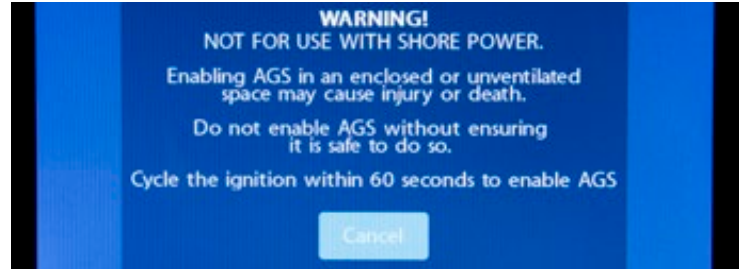 WARNING!
NOT FOR USE WITH SHORE POWER.
Enabling AGS in an enclosed or unventilated
space may cause injury or death.
Do not enable AGS without ensuring
it is safe to do so.
Cycle the ignition within 60 seconds to enable AGS
Cancel